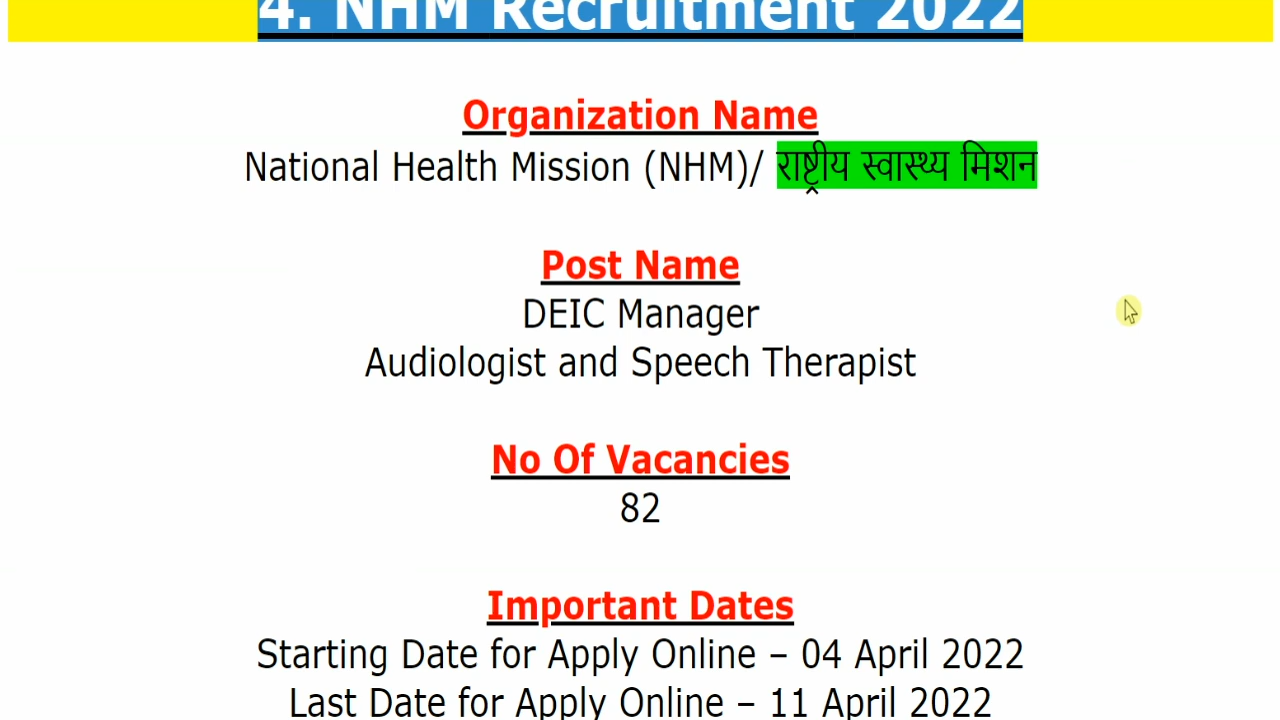 4. NHM Recruitment 2022
Organization Name
National Health Mission (NHM)/ राष्ट्रीय स्वास्थ्य मिशन
Post Name
DEIC Manager
Audiologist and Speech Therapist
No Of Vacancies
82
Important Dates
Starting Date for Apply Online – 04 April 2022
Last Date for Apply Online – 11 April 2022